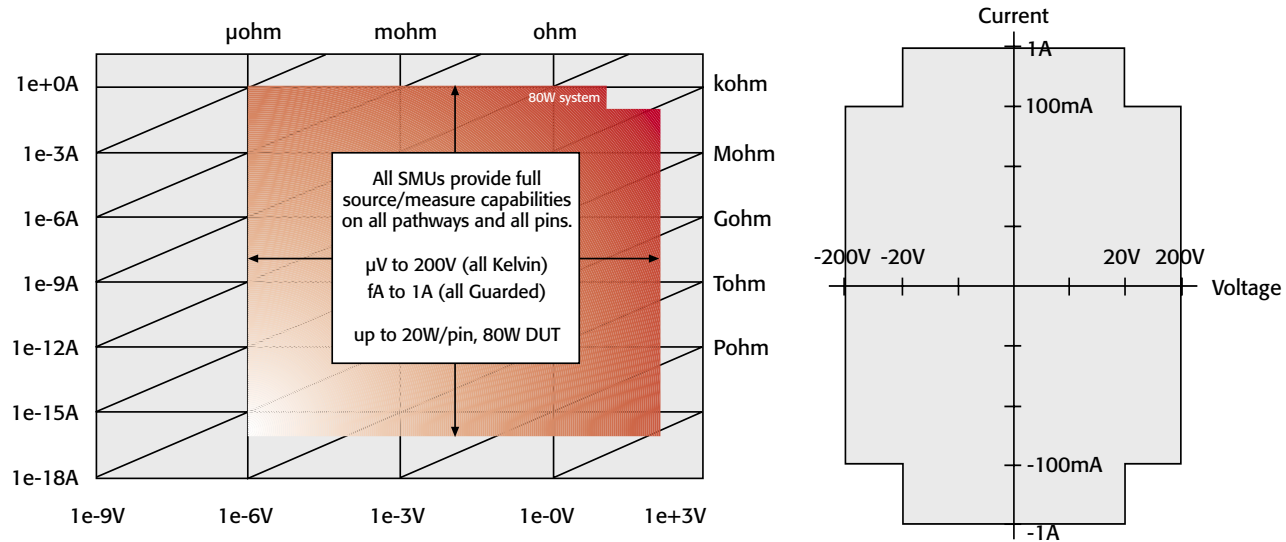 µohm
mohm
ohm
1e+0A
1e-3A
1e-6A
1e-9A
1e-12A
1e-15A
1e-18A
kohm
Mohm
Gohm
Tohm
Pohm
80W system
All SMUs provide full
source/measure capabilities
on all pathways and all pins.
µV to 200V (all Kelvin)
fA to 1A (all Guarded)
up to 20W/pin, 80W DUT
1e-9V
1e-6V
1e-3V
1e-0V
1e+3V
Current
1A
100mA
-200V
-20V
20V
200V
Voltage
-100mA
-1A